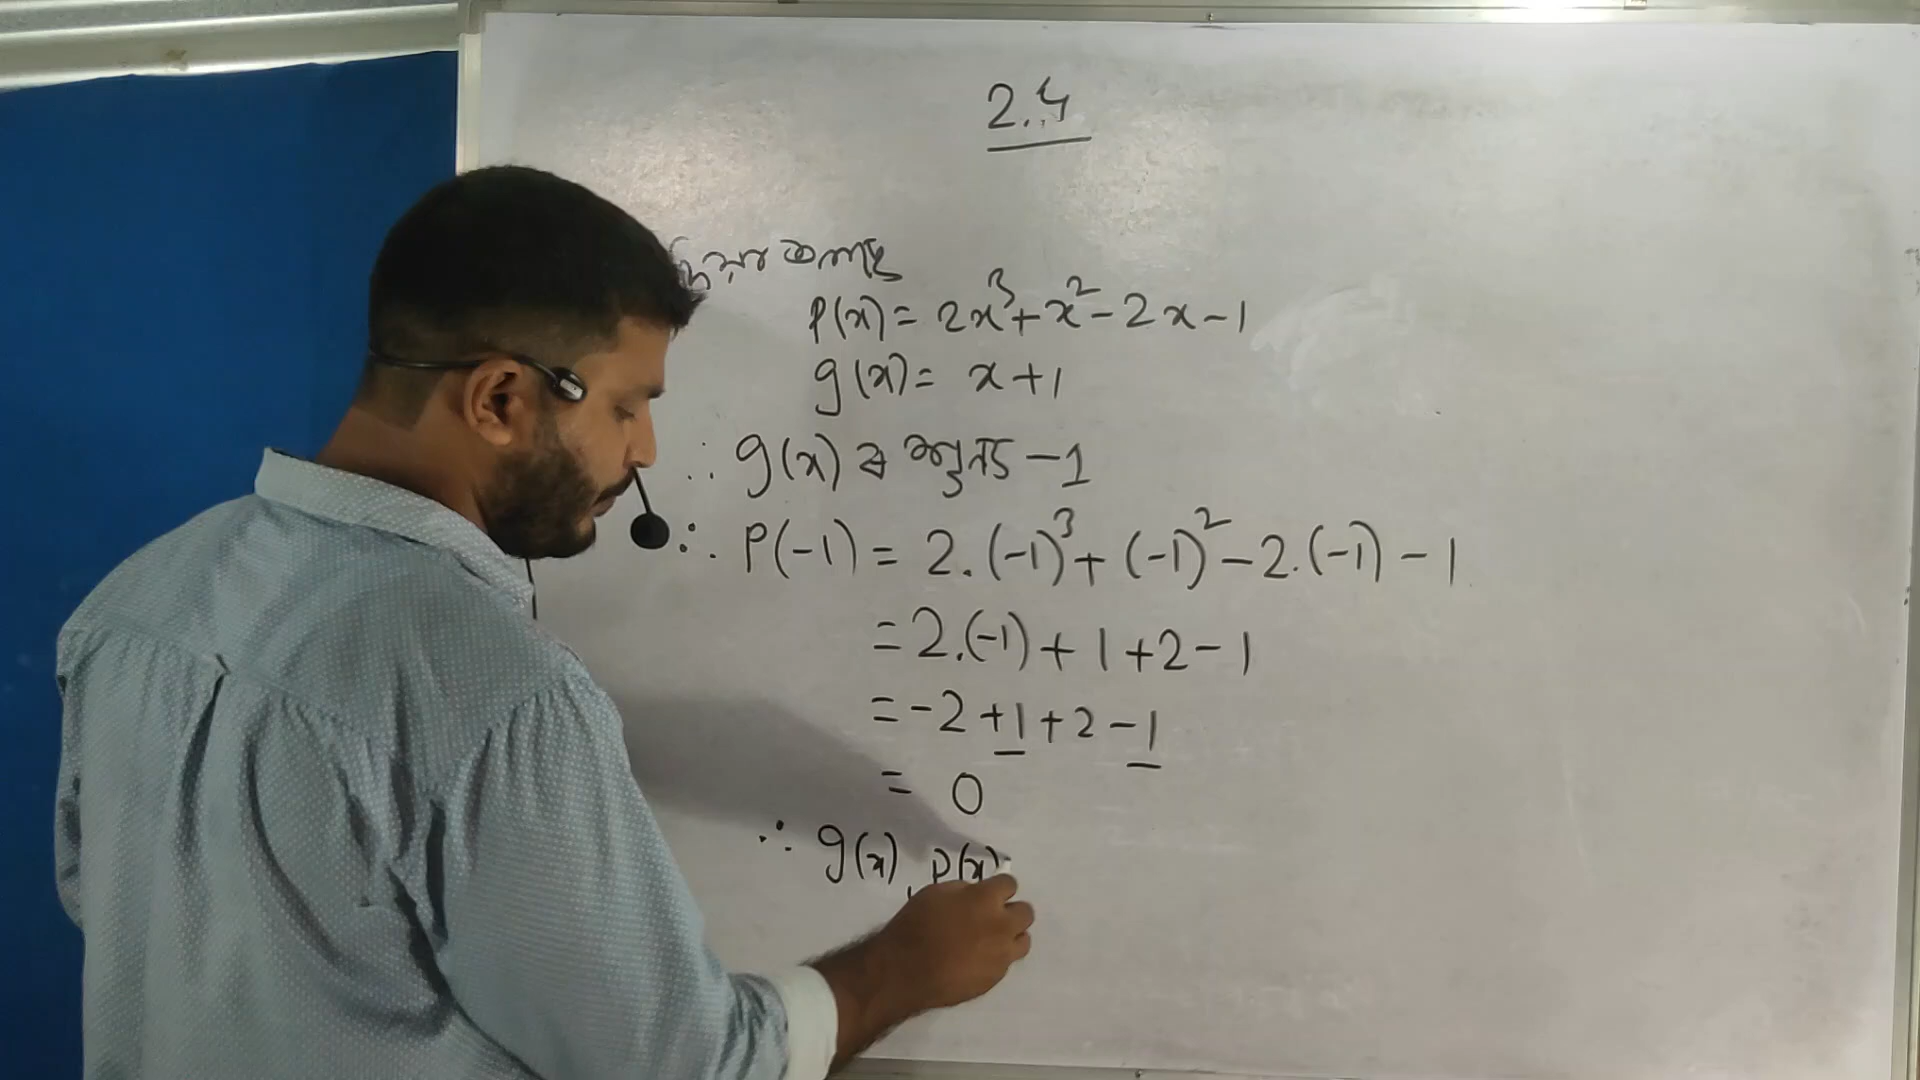 2.4
P(x) = 2x³ + x² - 2x - 1
g(x) = x + 1
∴ g(x) ৰ শূন্যক -1
∴ P(-1) = 2.(-1)³ + (-1)² - 2.(-1) - 1
= 2.(-1) + 1 + 2 - 1
= -2 + 1 + 2 - 1
= 0
∴ g(x), P(x)